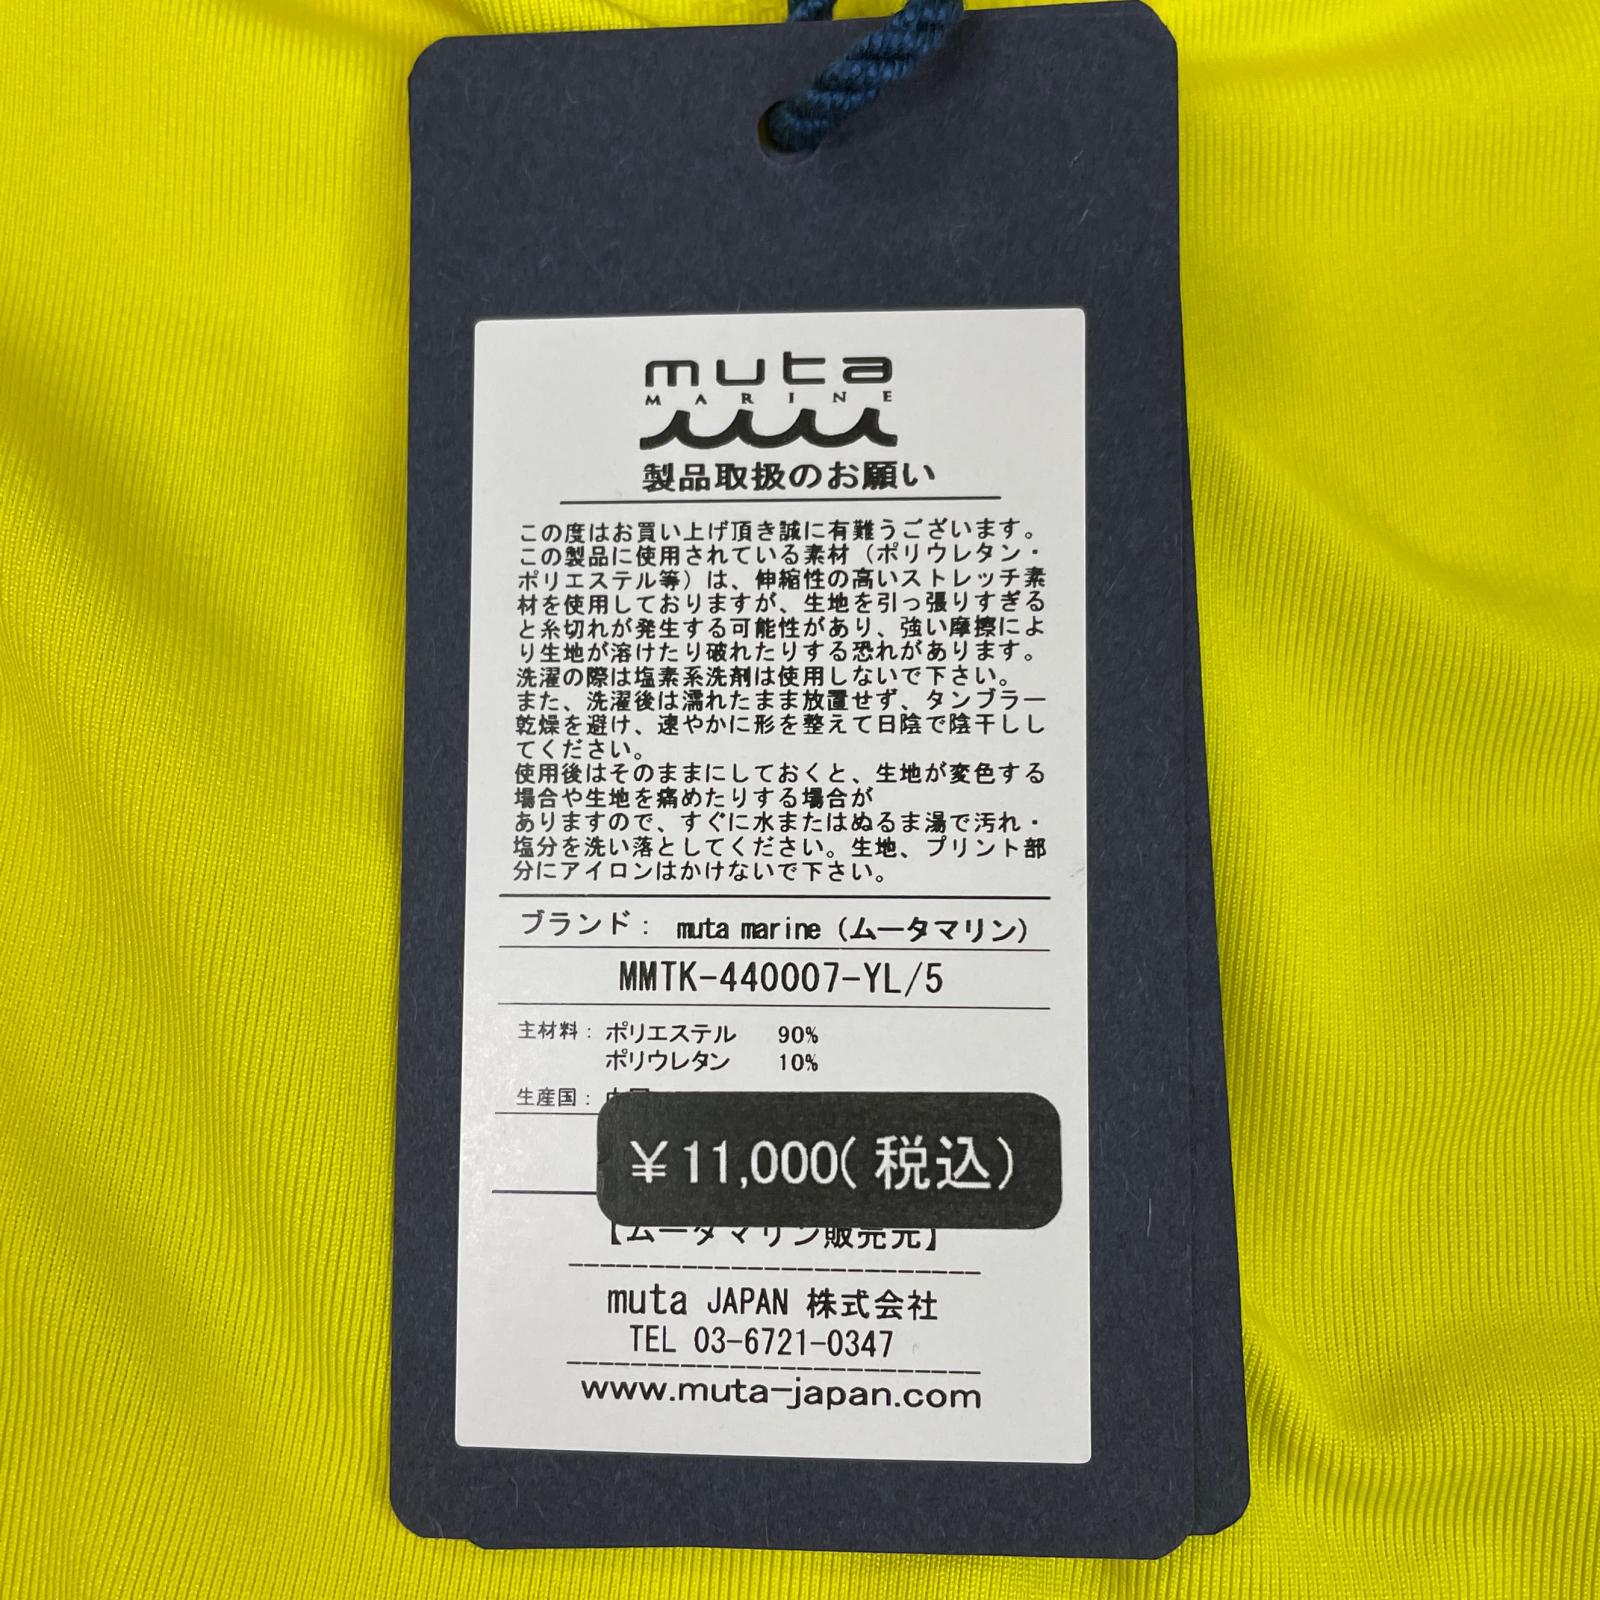 muta
MARINE
製品取扱のお願い
この度はお買い上げ頂き誠に有難うございます。
この製品に使用されている素材（ポリウレタン・
ポリエステル等）は、伸縮性の高いストレッチ素
材を使用しておりますが、生地を引っ張りすぎる
と糸切れが発生する可能性があり、強い摩擦によ
り生地が溶けたり破れたりする恐れがあります。
洗濯の際は塩素系洗剤は使用しないで下さい。
また、洗濯後は濡れたまま放置せず、タンブラー
乾燥を避け、速やかに形を整えて日陰で陰干しし
てください。
使用後はそのままにしておくと、生地が変色する
場合や生地を痛めたりする場合が
ありますので、すぐに水またはぬるま湯で汚れ・
塩分を洗い落としてください。生地、プリント部
分にアイロンはかけないで下さい。
ブランド： muta marine（ムータマリン）
MMTK-440007-YL/5
主材料：ポリエステル 90%
ポリウレタン 10%
生産国：
￥11,000(税込)
【ムータマリン販売元】
muta JAPAN 株式会社
TEL 03-6721-0347
www.muta-japan.com